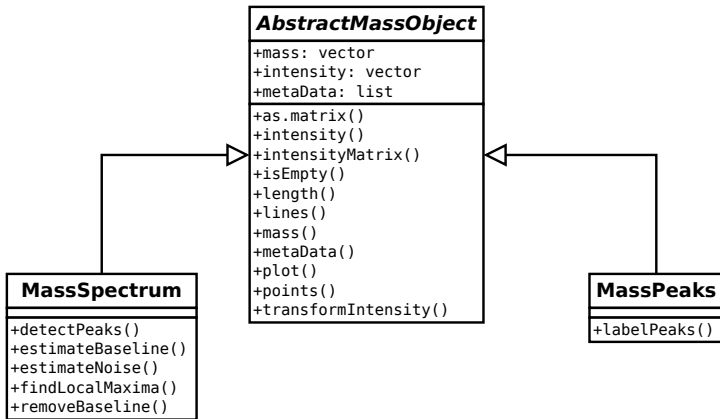 AbstractMassObject
+mass: vector
+intensity: vector
+metaData: list
+as.matrix()
+intensity()
+intensityMatrix()
+isEmpty()
+length()
+lines()
+mass()
+metaData()
+plot()
+points()
+transformIntensity()
MassSpectrum
+detectPeaks()
+estimateBaseline()
+estimateNoise()
+findLocalMaxima()
+removeBaseline()
MassPeaks
+labelPeaks()